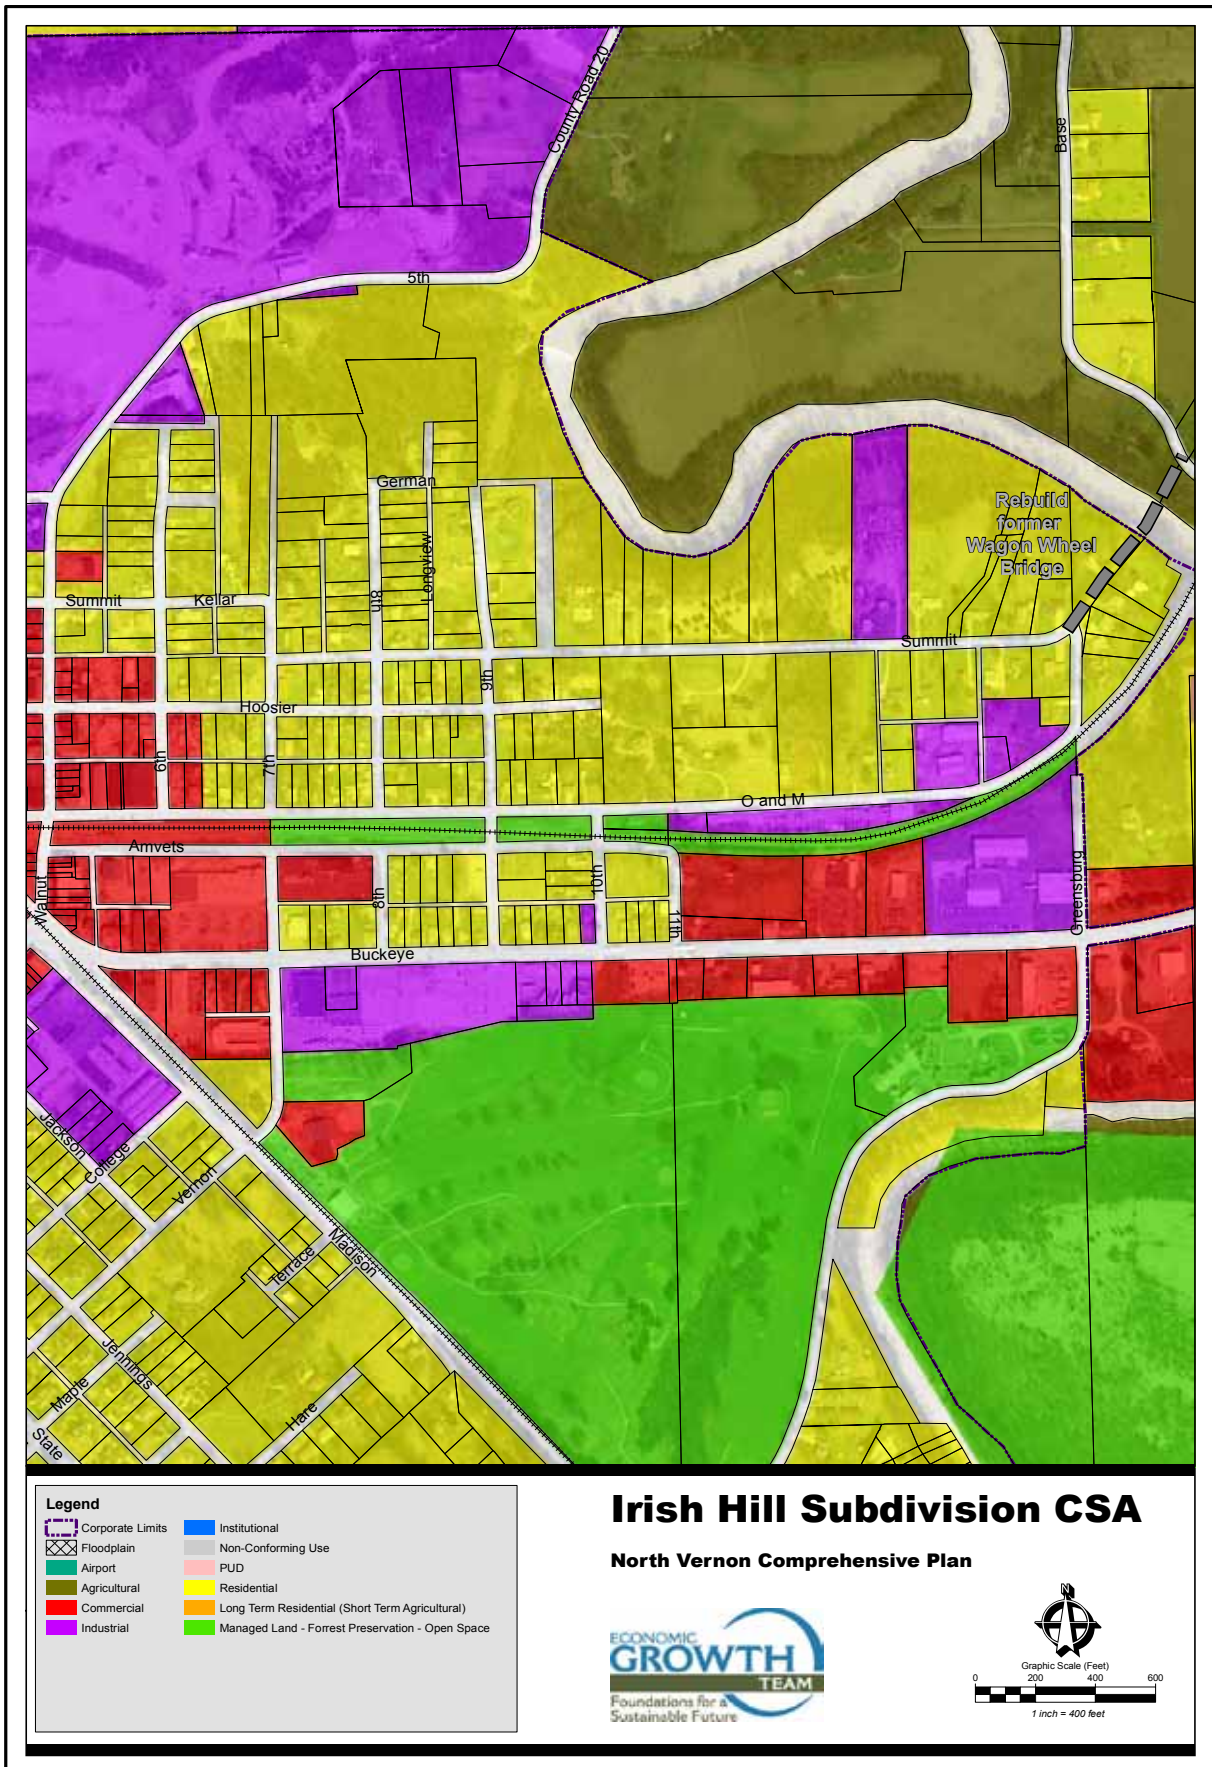 County Road 20
Base
5th
German
Longview
8th
Rebuild
former
Wagon Wheel
Bridge
Summit
Kellar
Summit
9th
Hoosier
6th
7th
O and M
Amvets
Walnut
8th
10th
11th
Greensburg
Buckeye
Jackson
College
Vernon
Terrace
Madison
Jennings
Maple
Hare
State
Legend
Corporate Limits
Floodplain
Airport
Agricultural
Commercial
Industrial
Institutional
Non-Conforming Use
PUD
Residential
Long Term Residential (Short Term Agricultural)
Managed Land - Forrest Preservation - Open Space
Irish Hill Subdivision CSA
North Vernon Comprehensive Plan
ECONOMIC
GROWTH
TEAM
Foundations for a
Sustainable Future
N
Graphic Scale (Feet)
0 200 400 600
1 inch = 400 feet